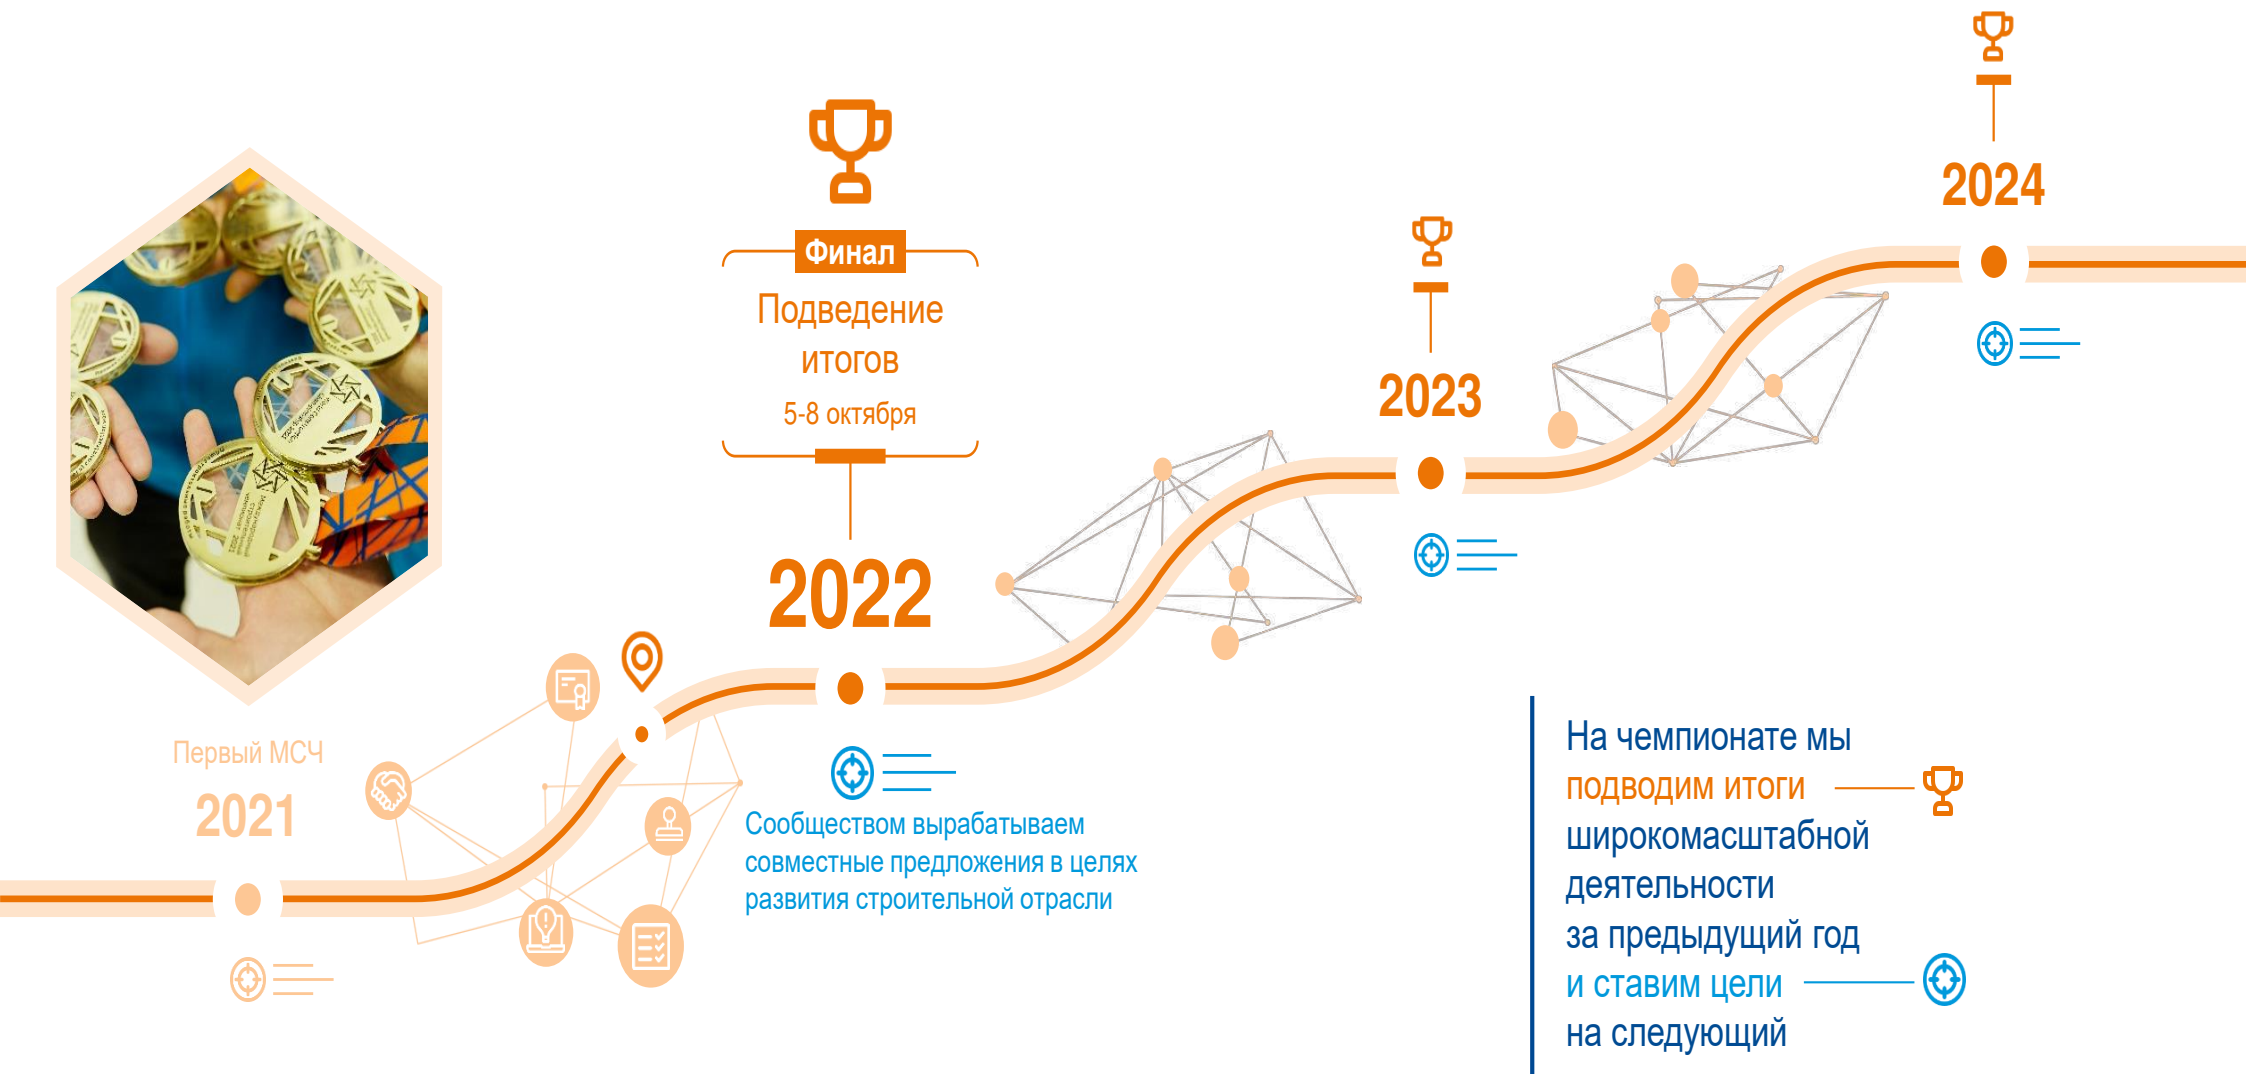 2024
Финал
Подведение
итогов
5-8 октября
2023
2022
Первый МСЧ
2021
Сообществом вырабатываем
совместные предложения в целях
развития строительной отрасли
На чемпионате мы
подводим итоги
широкомасштабной
деятельности
за предыдущий год
и ставим цели
на следующий